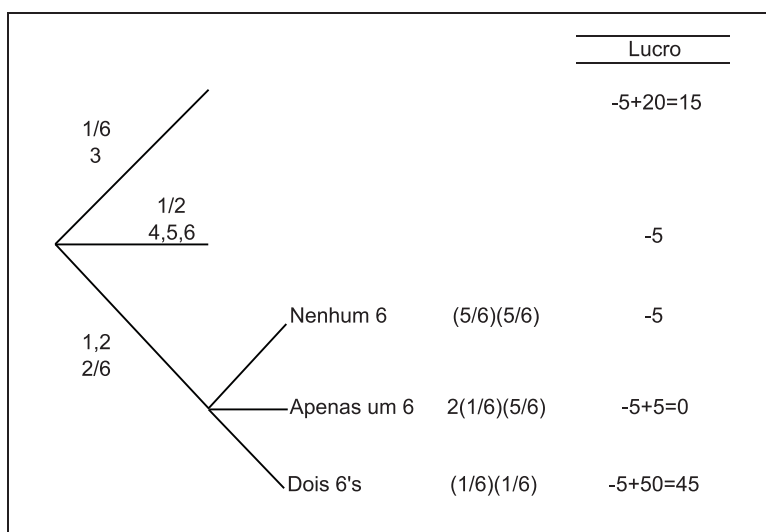 Lucro
-5+20=15
1/6
3
1/2
4,5,6
-5
Nenhum 6 (5/6)(5/6) -5
1,2
2/6
Apenas um 6 2(1/6)(5/6) -5+5=0
Dois 6's (1/6)(1/6) -5+50=45